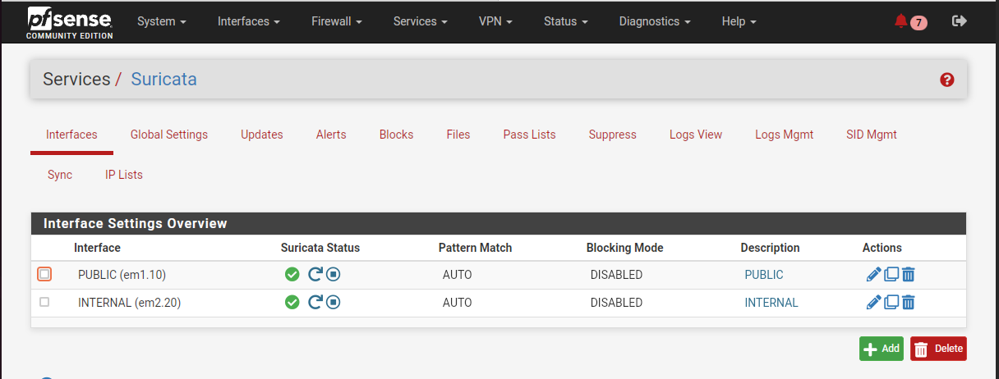 pfsense
COMMUNITY EDITION
System Interfaces Firewall Services VPN Status Diagnostics Help 7
Services / Suricata
Interfaces Global Settings Updates Alerts Blocks Files Pass Lists Suppress Logs View Logs Mgmt SID Mgmt
Sync IP Lists
Interface Settings Overview
Interface Suricata Status Pattern Match Blocking Mode Description Actions
PUBLIC (em1.10) AUTO DISABLED PUBLIC
INTERNAL (em2.20) AUTO DISABLED INTERNAL
Add Delete